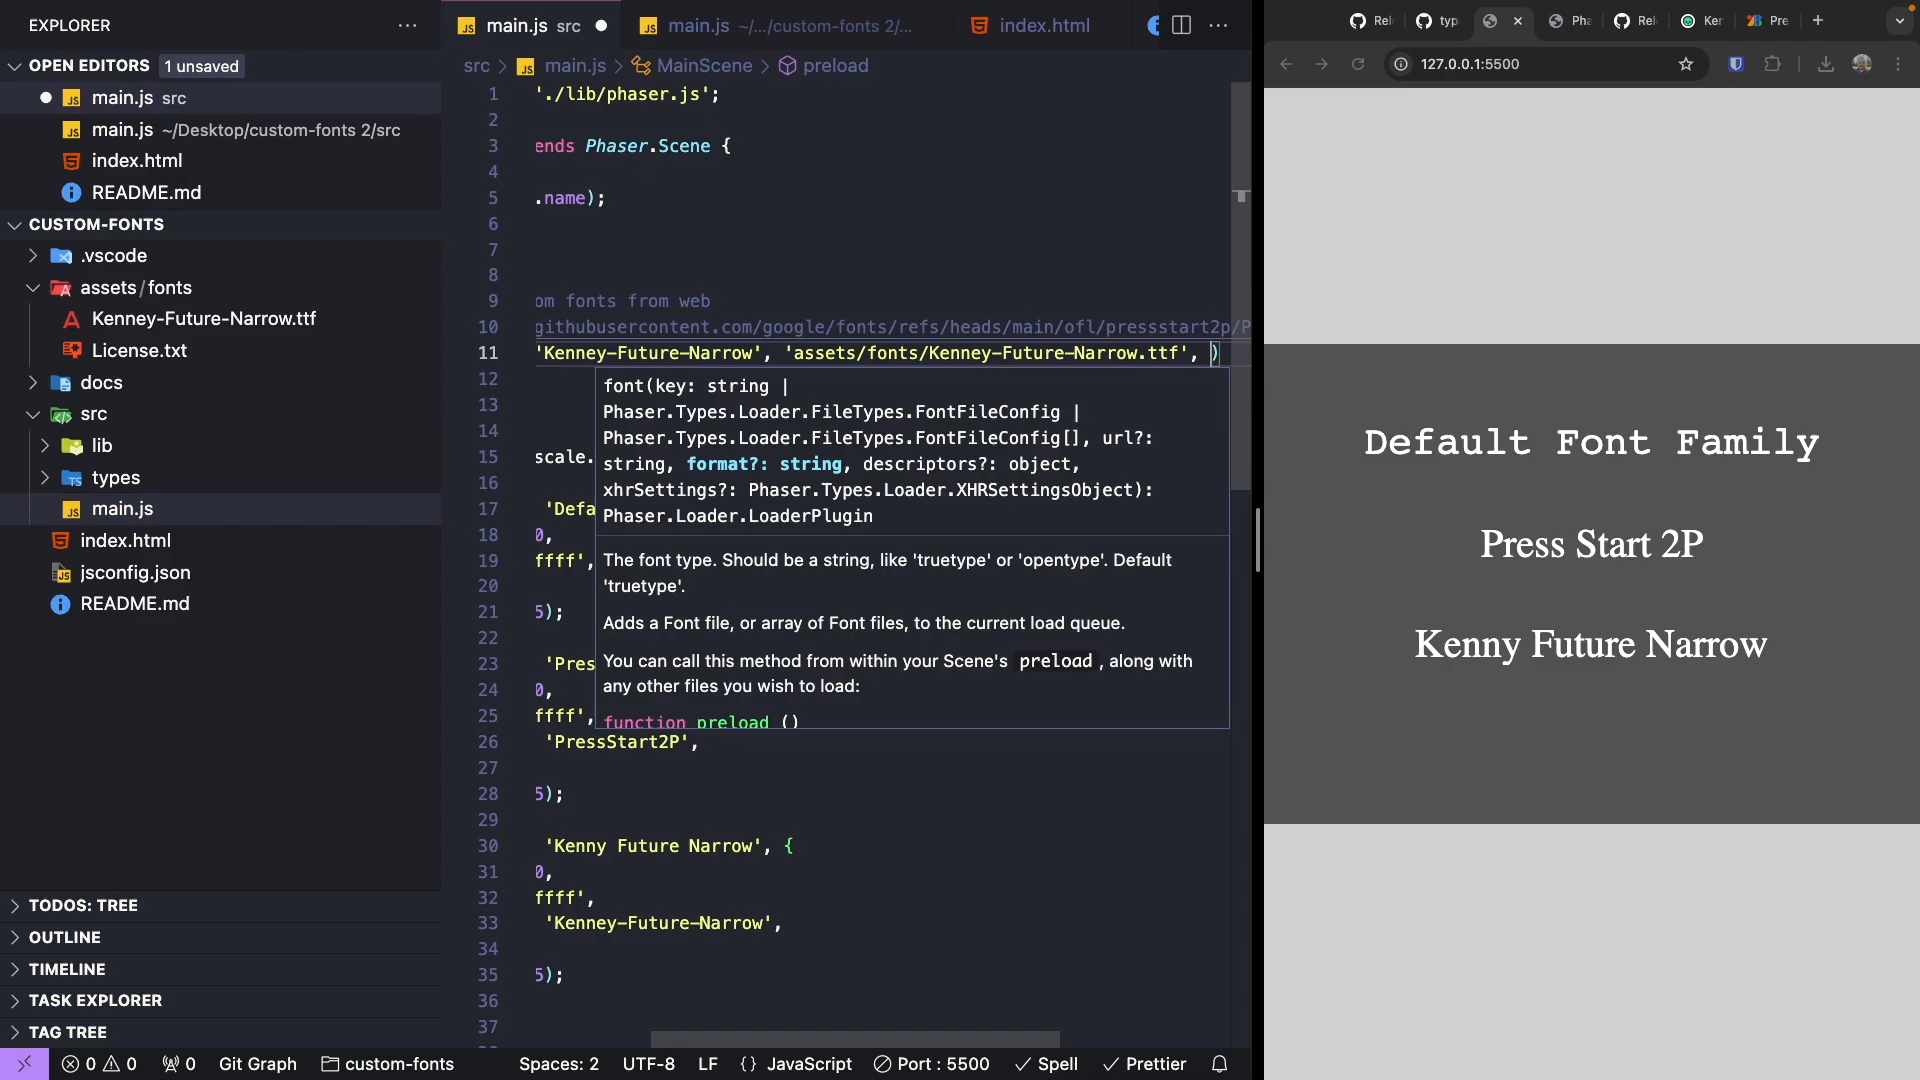 EXPLORER
OPEN EDITORS 1 unsaved
main.js src
main.js ~/Desktop/custom-fonts 2/src
index.html
README.md
CUSTOM-FONTS
.vscode
assets/fonts
Kenney-Future-Narrow.ttf
License.txt
docs
src
lib
types
main.js
index.html
jsconfig.json
README.md
TODOS: TREE
OUTLINE
TIMELINE
TASK EXPLORER
TAG TREE
main.js src
main.js ~/.../custom-fonts 2/...
index.html
src > main.js > MainScene > preload
1 './lib/phaser.js';
2
3 ends Phaser.Scene {
4
5 .name);
6
7
8
9 om fonts from web
10 githubusercontent.com/google/fonts/refs/heads/main/ofl/pressstart2p/P
11 'Kenney-Future-Narrow', 'assets/fonts/Kenney-Future-Narrow.ttf', )
12
13
14
15 scale.
16
17 'Defa
18 0,
19 ffff',
20
21 5);
22
23 'Pres
24 0,
25 ffff',
26 'PressStart2P',
27
28 5);
29
30 'Kenny Future Narrow', {
31 0,
32 ffff',
33 'Kenney-Future-Narrow',
34
35 5);
36
37
font(key: string |
Phaser.Types.Loader.FileTypes.FontFileConfig |
Phaser.Types.Loader.FileTypes.FontFileConfig[], url?:
string, format?: string, descriptors?: object,
xhrSettings?: Phaser.Types.Loader.XHRSettingsObject):
Phaser.Loader.LoaderPlugin
The font type. Should be a string, like 'truetype' or 'opentype'. Default
'truetype'.
Adds a Font file, or array of Font files, to the current load queue.
You can call this method from within your Scene's preload , along with
any other files you wish to load:
function preload ()
0 0 0 Git Graph custom-fonts Spaces: 2 UTF-8 LF {} JavaScript Port : 5500 Spell Prettier
Rel typ Pha Rel Ker Pre
127.0.0.1:5500
Default Font Family
Press Start 2P
Kenny Future Narrow